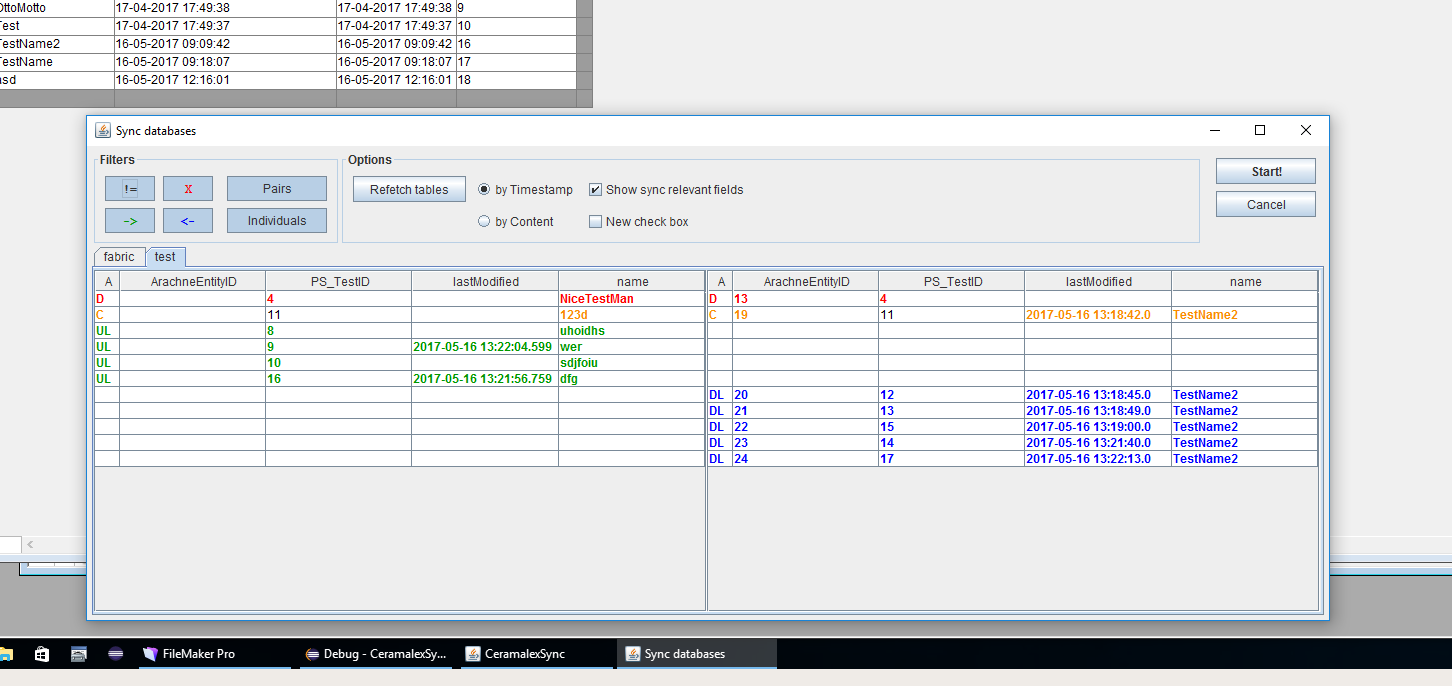 OttoMotto 17-04-2017 17:49:38 17-04-2017 17:49:38 9
Test 17-04-2017 17:49:37 17-04-2017 17:49:37 10
TestName2 16-05-2017 09:09:42 16-05-2017 09:09:42 16
TestName 16-05-2017 09:18:07 16-05-2017 09:18:07 17
asd 16-05-2017 12:16:01 16-05-2017 12:16:01 18
Sync databases
Filters Options
!= X Pairs Refetch tables by Timestamp Show sync relevant fields Start!
-> <- Individuals by Content New check box Cancel
fabric test
A ArachneEntityID PS_TestID lastModified name A ArachneEntityID PS_TestID lastModified name
D 4 NiceTestMan D 13 4
C 11 123d C 19 11 2017-05-16 13:18:42.0 TestName2
UL 8 uhoidhs
UL 9 2017-05-16 13:22:04.599 wer
UL 10 sdjfoiu
UL 16 2017-05-16 13:21:56.759 dfg
DL 20 12 2017-05-16 13:18:45.0 TestName2
DL 21 13 2017-05-16 13:18:49.0 TestName2
DL 22 15 2017-05-16 13:19:00.0 TestName2
DL 23 14 2017-05-16 13:21:40.0 TestName2
DL 24 17 2017-05-16 13:22:13.0 TestName2
FileMaker Pro Debug - CeramalexSy... CeramalexSync Sync databases